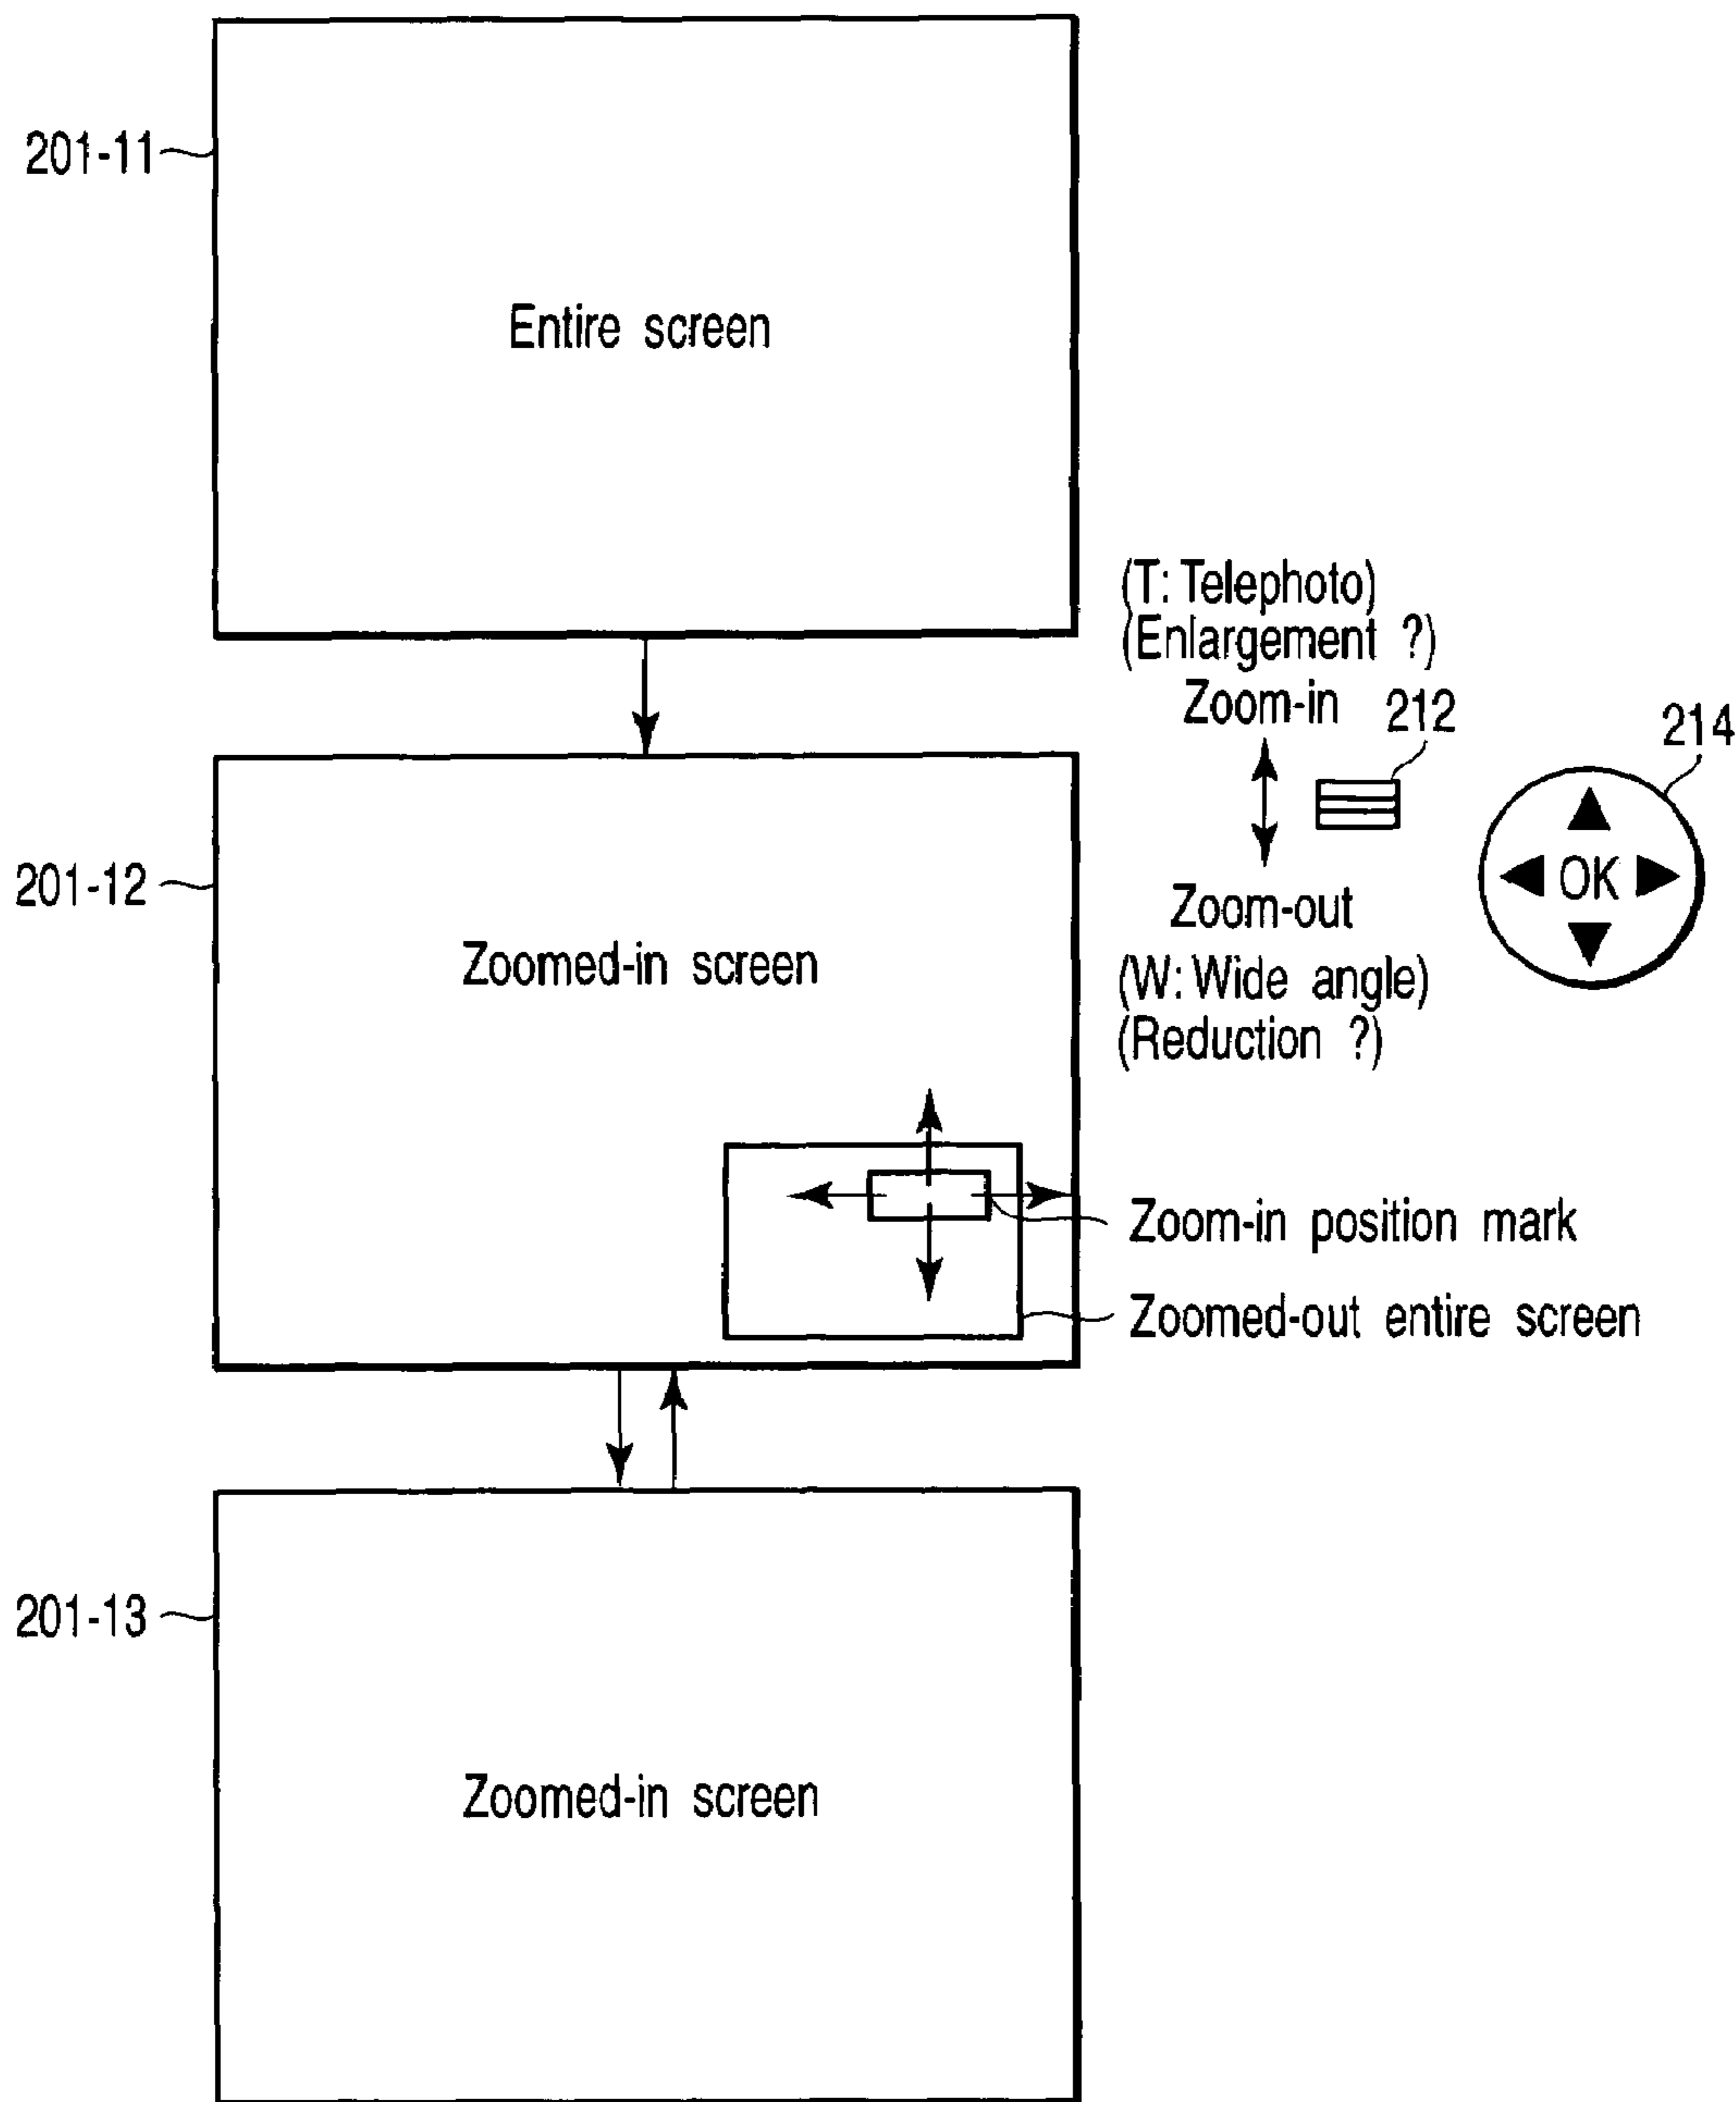 201-11
Entire screen
(T: Telephoto)
(Enlargement ?)
Zoom-in
212
214
201-12
OK
Zoom-out
Zoomed-in screen
(W: Wide angle)
(Reduction ?)
Zoom-in position mark
Zoomed-out entire screen
201-13
Zoomed-in screen